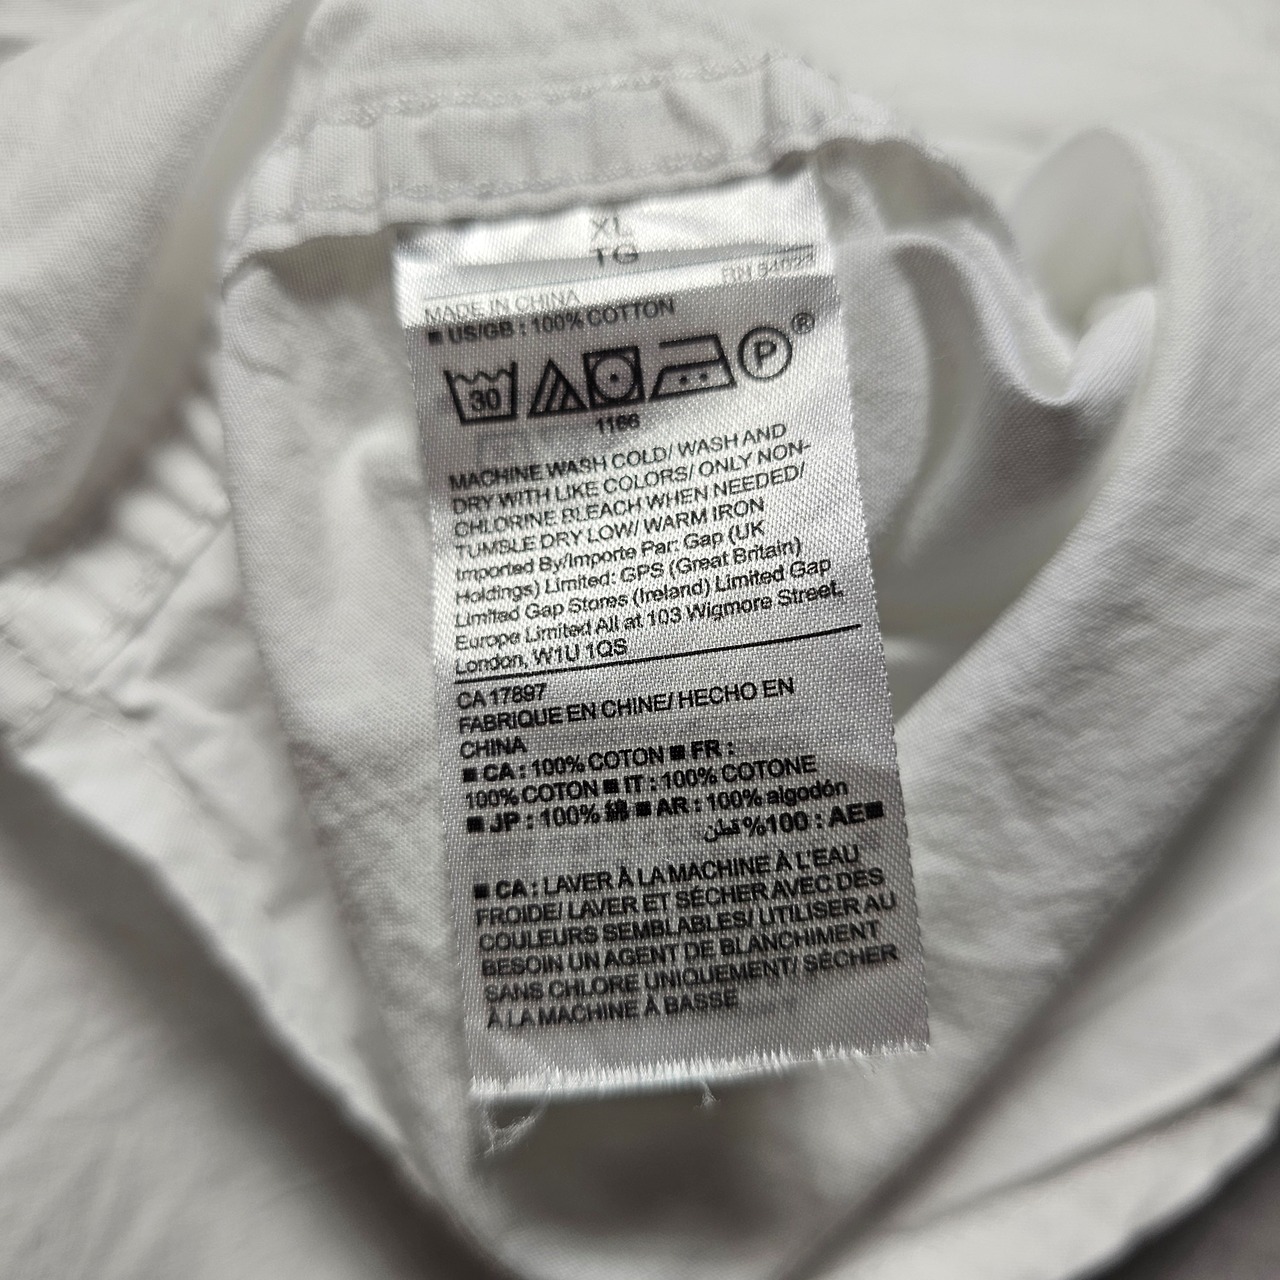 XL
TG
RN 54023
MADE IN CHINA
■ US/GB : 100% COTTON
30 P ®
1166
MACHINE WASH COLD/ WASH AND
DRY WITH LIKE COLORS/ ONLY NON-
CHLORINE BLEACH WHEN NEEDED/
TUMBLE DRY LOW/ WARM IRON
Imported By/Importe Par: Gap (UK
Holdings) Limited: GPS (Great Britain)
Limited Gap Stores (Ireland) Limited Gap
Europe Limited All at 103 Wigmore Street,
London, W1U 1QS
CA17897
FABRIQUE EN CHINE/ HECHO EN
CHINA
■ CA : 100% COTON ■ FR :
100% COTON ■ IT : 100% COTONE
■ JP : 100% 綿 ■ AR : 100% algodón
■AE : 100% قطن
■ CA : LAVER À LA MACHINE À L'EAU
FROIDE/ LAVER ET SÉCHER AVEC DES
COULEURS SEMBLABLES/ UTILISER AU
BESOIN UN AGENT DE BLANCHIMENT
SANS CHLORE UNIQUEMENT/ SÉCHER
À LA MACHINE À BASSE